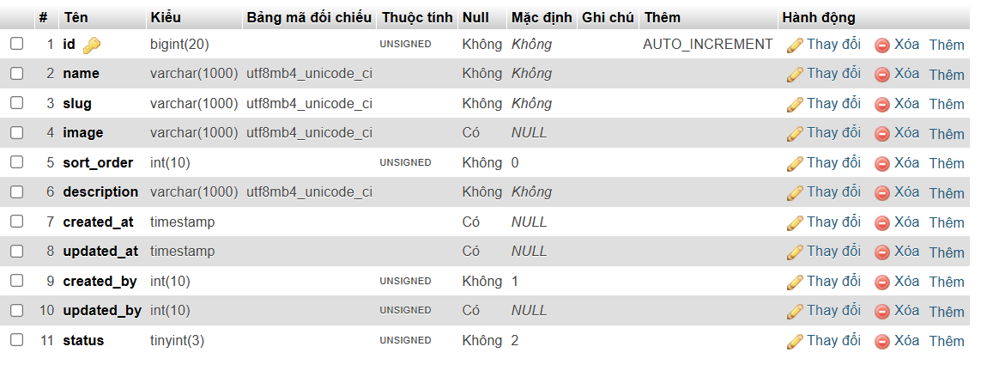 # Tên Kiểu Bảng mã đối chiếu Thuộc tính Null Mặc định Ghi chú Thêm Hành động
1 id bigint(20) UNSIGNED Không Không AUTO_INCREMENT Thay đổi Xóa Thêm
2 name varchar(1000) utf8mb4_unicode_ci Không Không Thay đổi Xóa Thêm
3 slug varchar(1000) utf8mb4_unicode_ci Không Không Thay đổi Xóa Thêm
4 image varchar(1000) utf8mb4_unicode_ci Có NULL Thay đổi Xóa Thêm
5 sort_order int(10) UNSIGNED Không 0 Thay đổi Xóa Thêm
6 description varchar(1000) utf8mb4_unicode_ci Không Không Thay đổi Xóa Thêm
7 created_at timestamp Có NULL Thay đổi Xóa Thêm
8 updated_at timestamp Có NULL Thay đổi Xóa Thêm
9 created_by int(10) UNSIGNED Không 1 Thay đổi Xóa Thêm
10 updated_by int(10) UNSIGNED Có NULL Thay đổi Xóa Thêm
11 status tinyint(3) UNSIGNED Không 2 Thay đổi Xóa Thêm